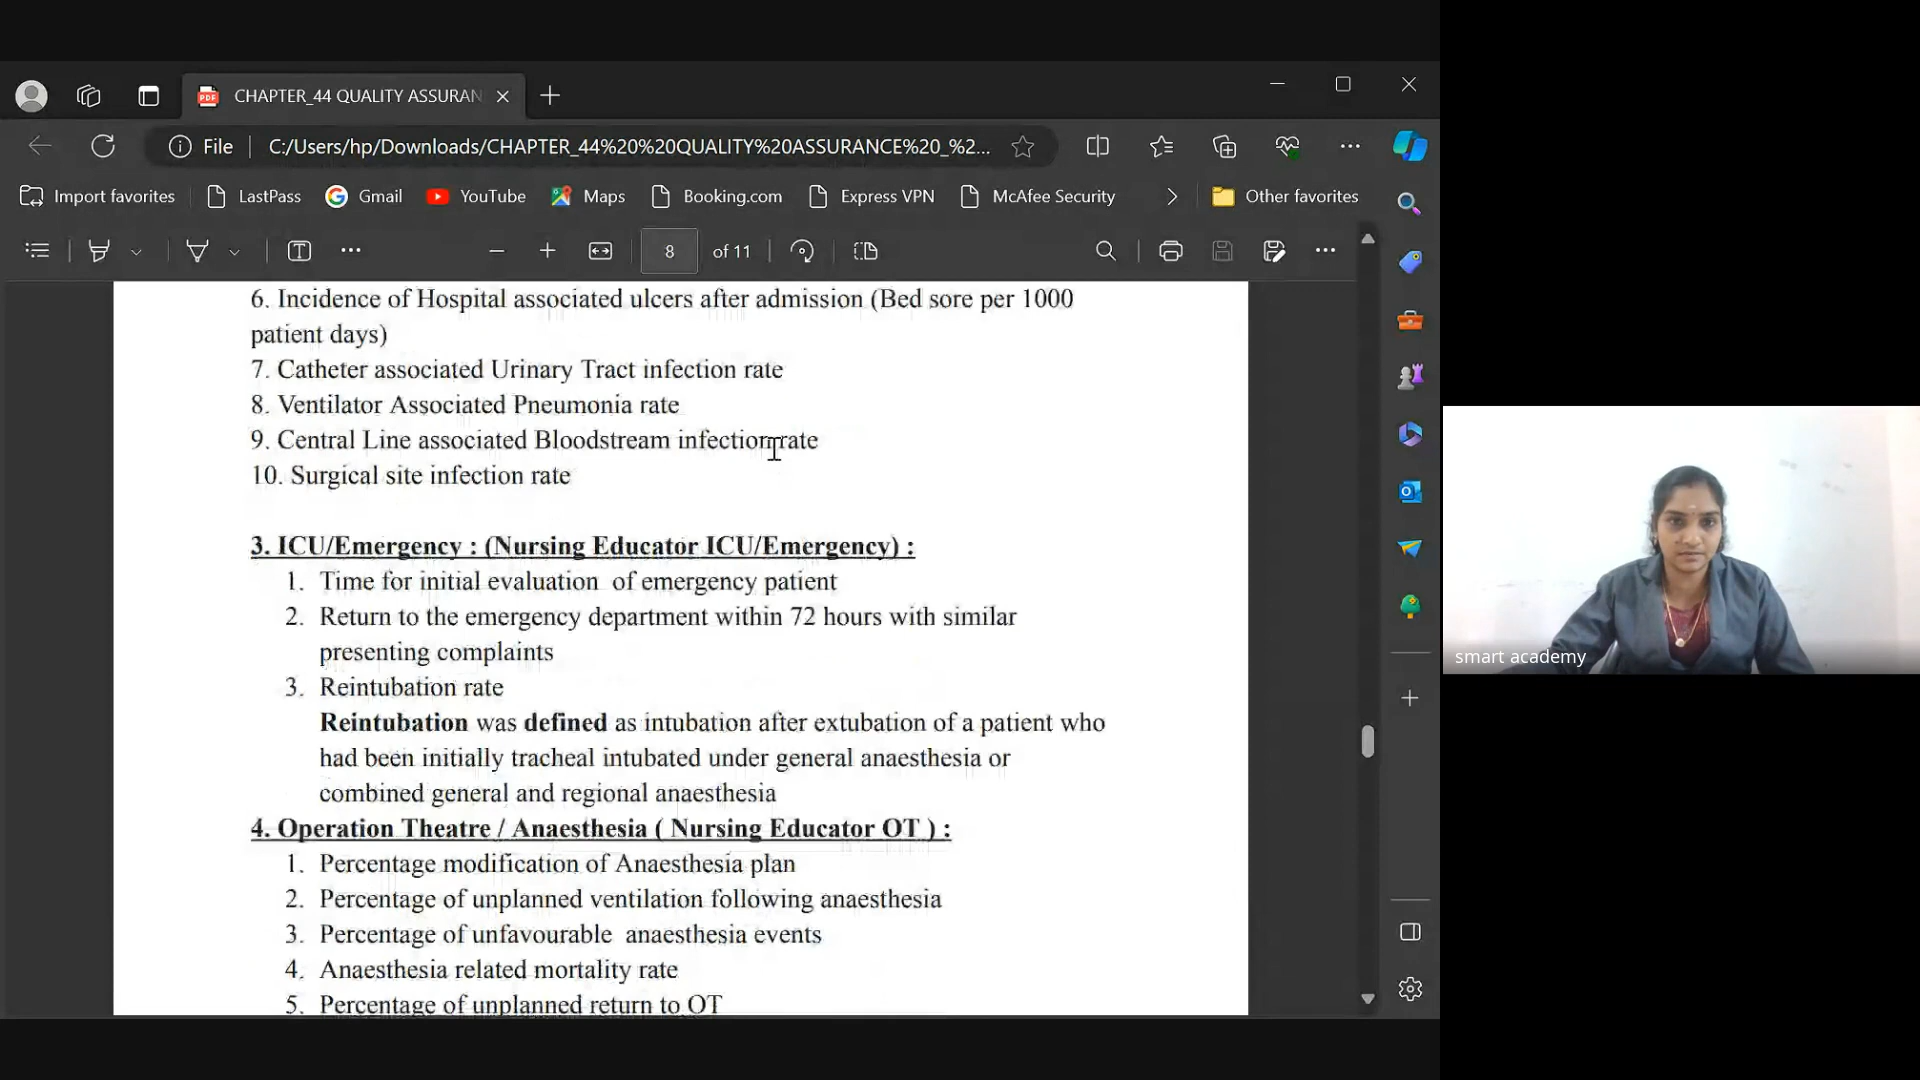 CHAPTER_44 QUALITY ASSURAN
File
C:/Users/hp/Downloads/CHAPTER_44%20%20QUALITY%20ASSURANCE%20_%2...
Import favorites
LastPass
Gmail
YouTube
Maps
Booking.com
Express VPN
McAfee Security
Other favorites
8 of 11
6. Incidence of Hospital associated ulcers after admission (Bed sore per 1000
patient days)
7. Catheter associated Urinary Tract infection rate
8. Ventilator Associated Pneumonia rate
9. Central Line associated Bloodstream infection rate
10. Surgical site infection rate
3. ICU/Emergency : (Nursing Educator ICU/Emergency) :
1. Time for initial evaluation of emergency patient
2. Return to the emergency department within 72 hours with similar
presenting complaints
3. Reintubation rate
Reintubation was defined as intubation after extubation of a patient who
had been initially tracheal intubated under general anaesthesia or
combined general and regional anaesthesia
4. Operation Theatre / Anaesthesia ( Nursing Educator OT ) :
1. Percentage modification of Anaesthesia plan
2. Percentage of unplanned ventilation following anaesthesia
3. Percentage of unfavourable anaesthesia events
4. Anaesthesia related mortality rate
5. Percentage of unplanned return to OT
smart academy